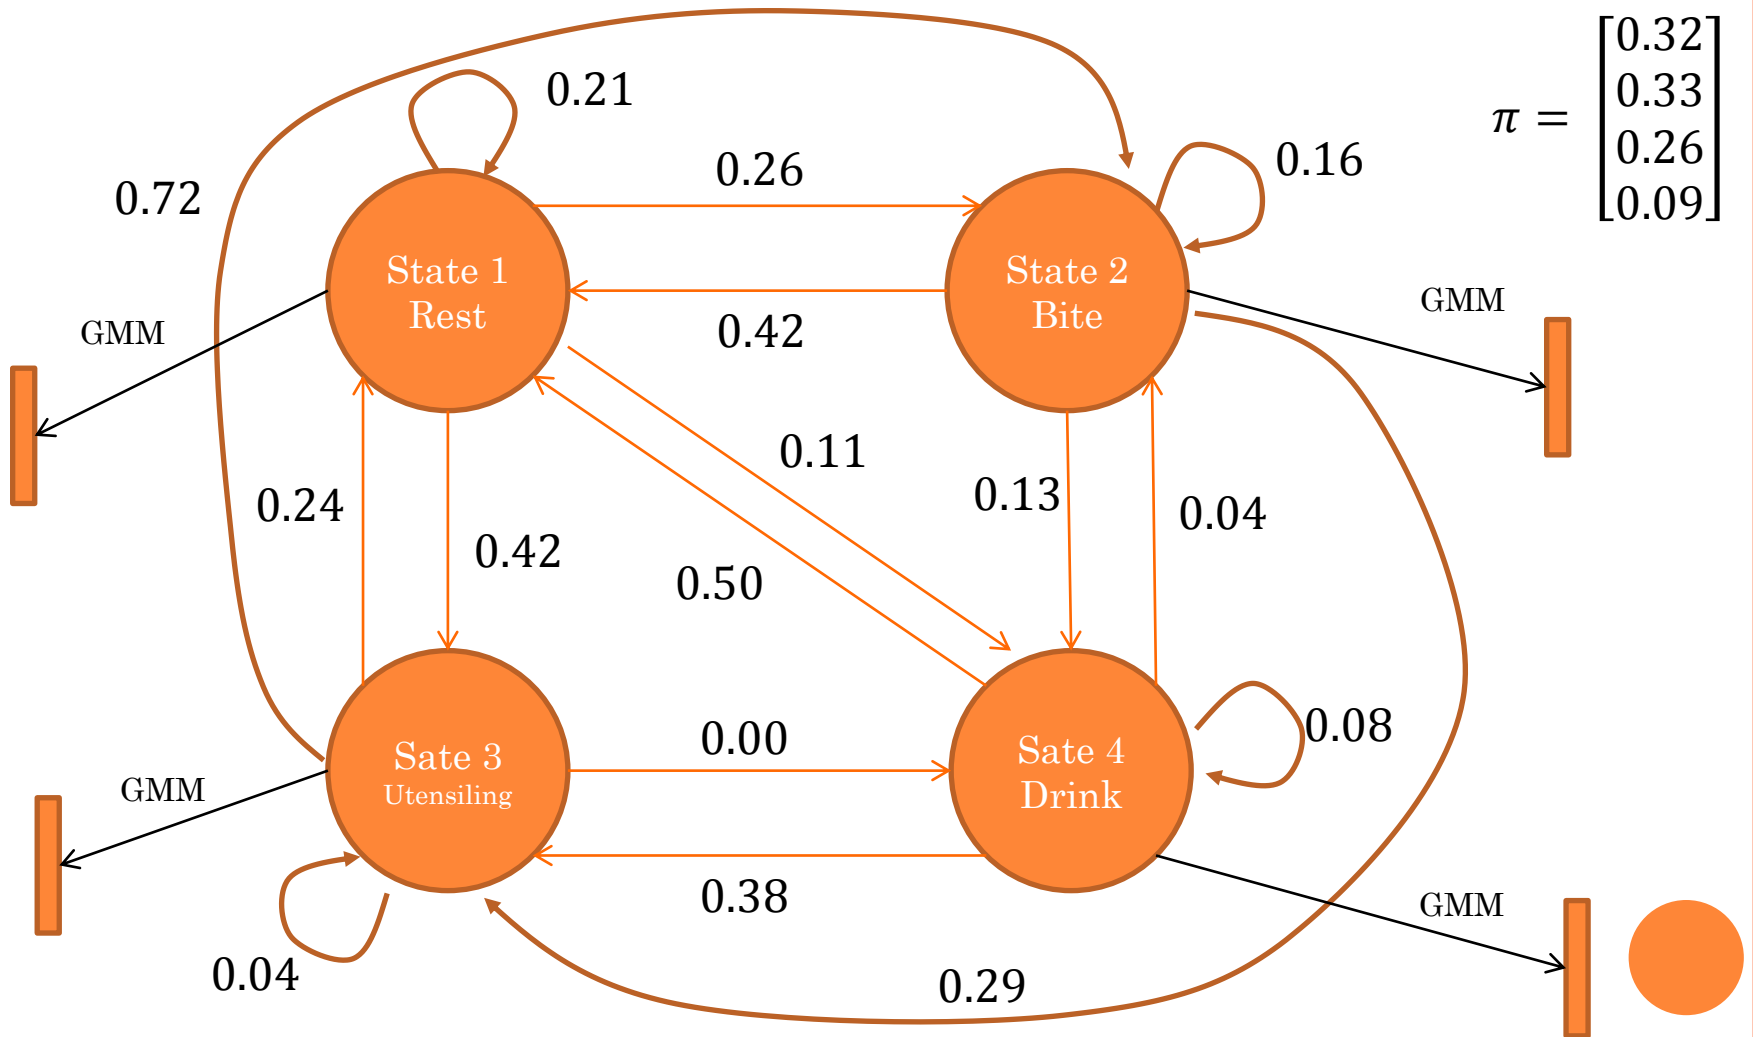 0.21
π = [0.32
0.33
0.26
0.09]
0.26
0.16
0.72
State 1
Rest
State 2
Bite
GMM
GMM
0.42
0.11
0.13
0.04
0.24
0.42
0.50
0.00
0.08
Sate 3
Utensiling
Sate 4
Drink
GMM
0.38
GMM
0.04
0.29